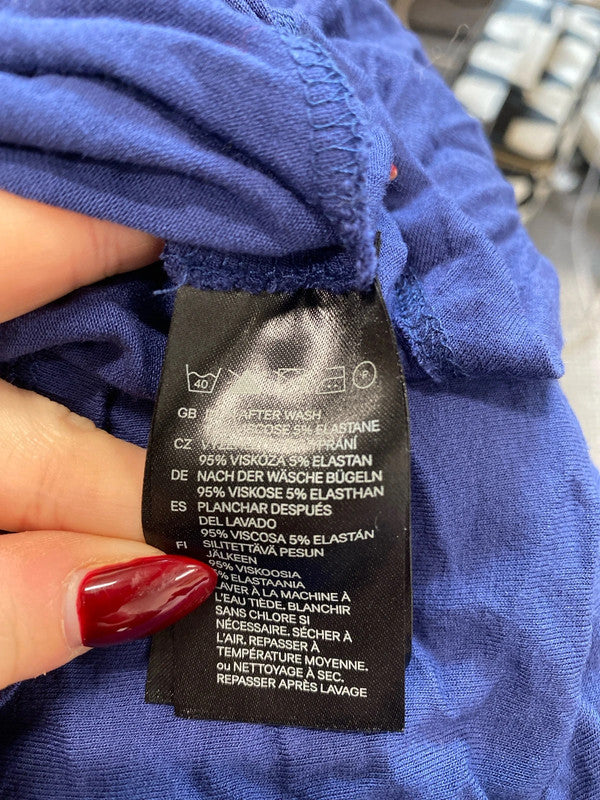 40
GB AFTER WASH
5% ELASTANE
CZ
95% VISKÓZA 5% ELASTAN
DE NACH DER WÄSCHE BÜGELN
95% VISKOSE 5% ELASTHAN
ES PLANCHAR DESPUÉS
DEL LAVADO
95% VISCOSA 5% ELASTÁN
FI SILITETTÄVÄ PESUN
JÄLKEEN
95% VISKOOSIA
% ELASTAANIA
LAVER À LA MACHINE À
L'EAU TIÈDE, BLANCHIR
SANS CHLORE SI
NÉCESSAIRE, SÉCHER À
L'AIR, REPASSER À
TEMPÉRATURE MOYENNE,
ou NETTOYAGE À SEC,
REPASSER APRÈS LAVAGE